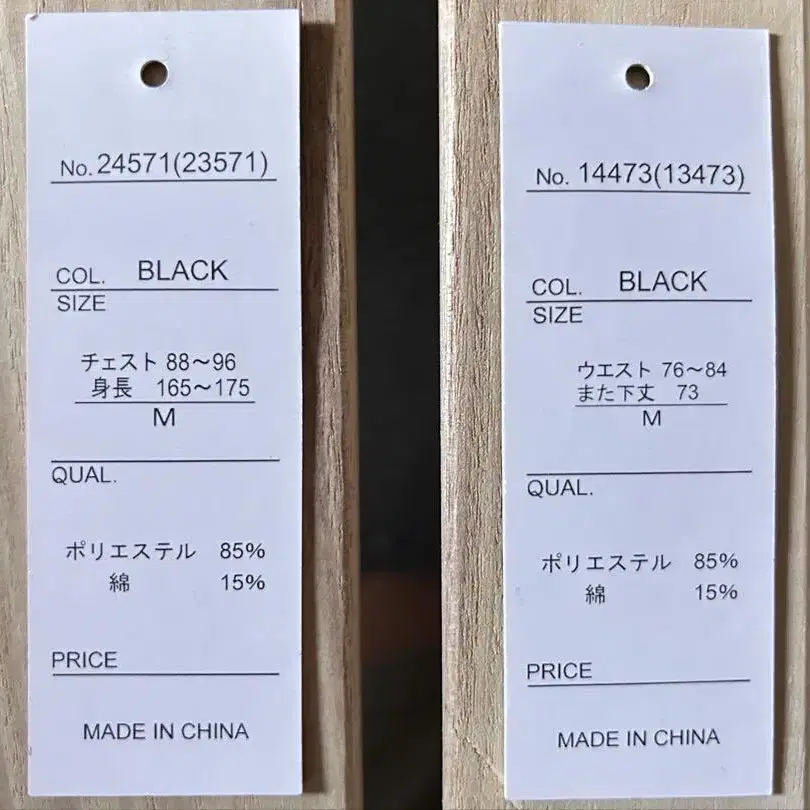 No. 24571(23571)
COL. BLACK
SIZE
チェスト 88～96
身長 165～175
M
QUAL.
ポリエステル 85%
綿 15%
PRICE
MADE IN CHINA
No. 14473(13473)
COL. BLACK
SIZE
ウエスト 76～84
また下丈 73
M
QUAL.
ポリエステル 85%
綿 15%
PRICE
MADE IN CHINA